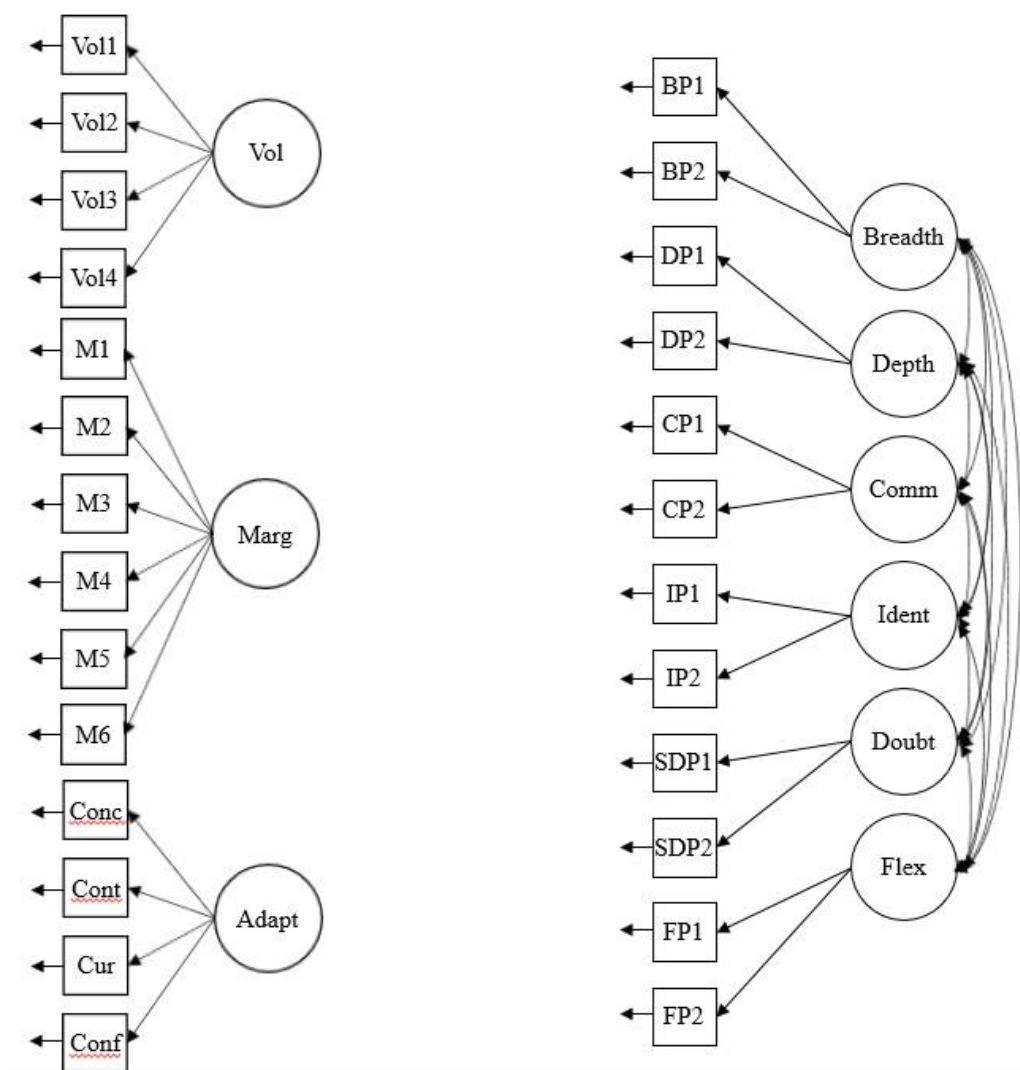 Vol1
Vol2
Vol3
Vol4
Vol
M1
M2
M3
M4
M5
M6
Marg
Conc
Cont
Cur
Conf
Adapt
BP1
BP2
DP1
DP2
CP1
CP2
IP1
IP2
SDP1
SDP2
FP1
FP2
Breadth
Depth
Comm
Ident
Doubt
Flex